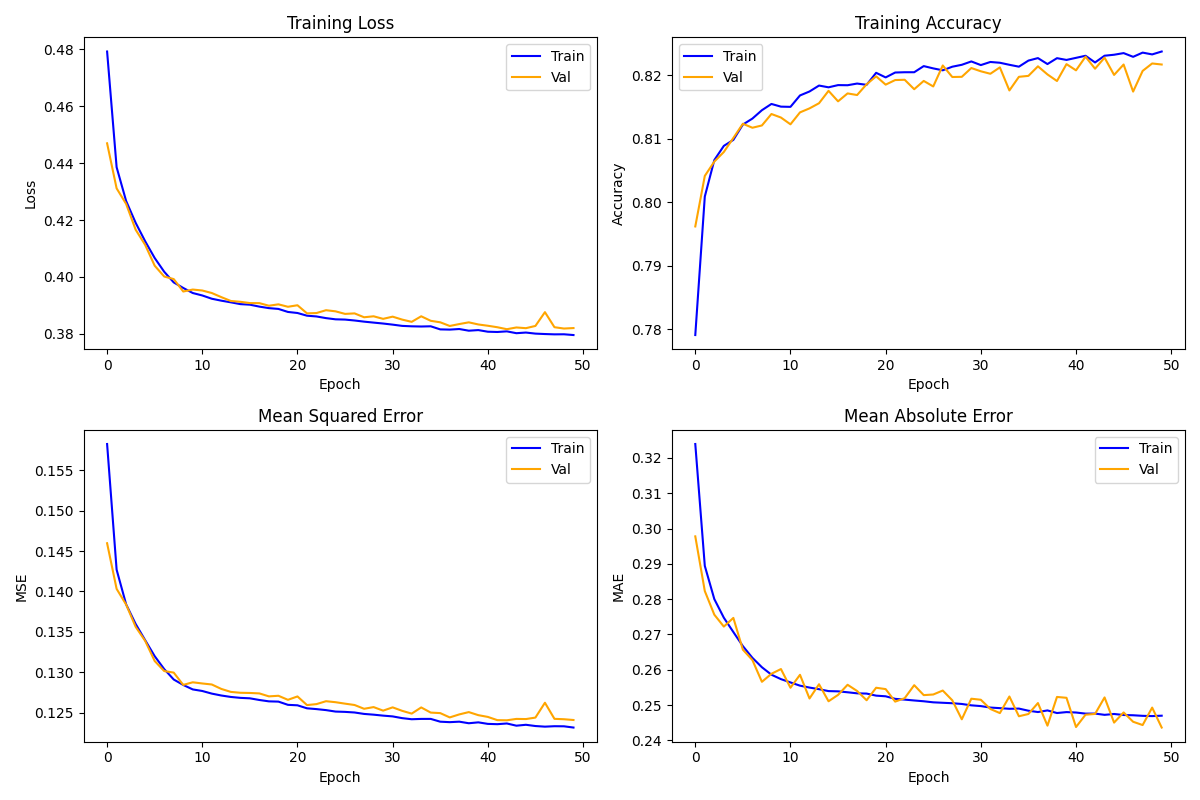 Training Loss
Loss
0.48
0.46
0.44
0.42
0.40
0.38
Train
Val
0 10 20 30 40 50
Epoch
Training Accuracy
Accuracy
0.82
0.81
0.80
0.79
0.78
Train
Val
0 10 20 30 40 50
Epoch
Mean Squared Error
MSE
0.155
0.150
0.145
0.140
0.135
0.130
0.125
Train
Val
0 10 20 30 40 50
Epoch
Mean Absolute Error
MAE
0.32
0.31
0.30
0.29
0.28
0.27
0.26
0.25
0.24
Train
Val
0 10 20 30 40 50
Epoch